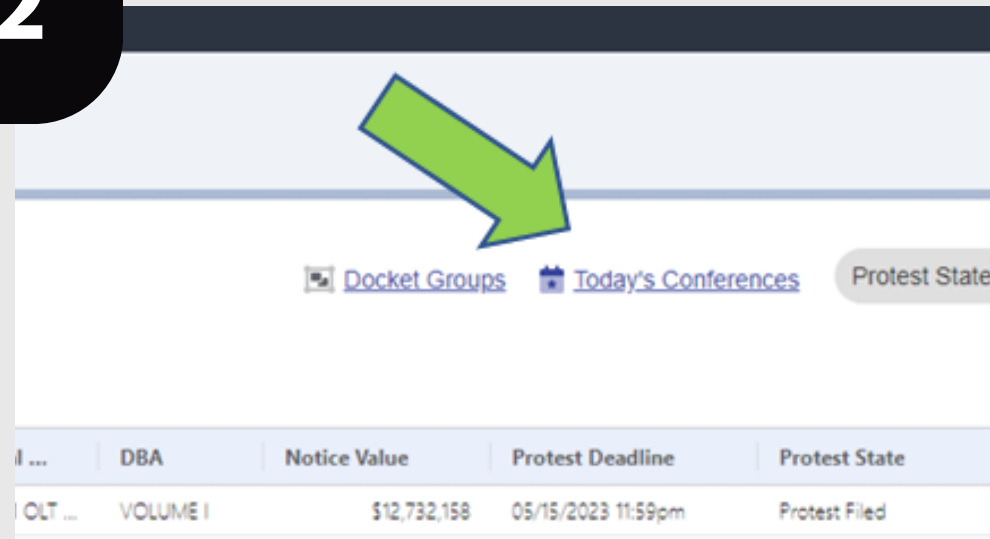 2
Docket Groups Today's Conferences Protest State
DBA Notice Value Protest Deadline Protest State
OLT ... VOLUME I $12,732,158 05/15/2023 11:59pm Protest Filed